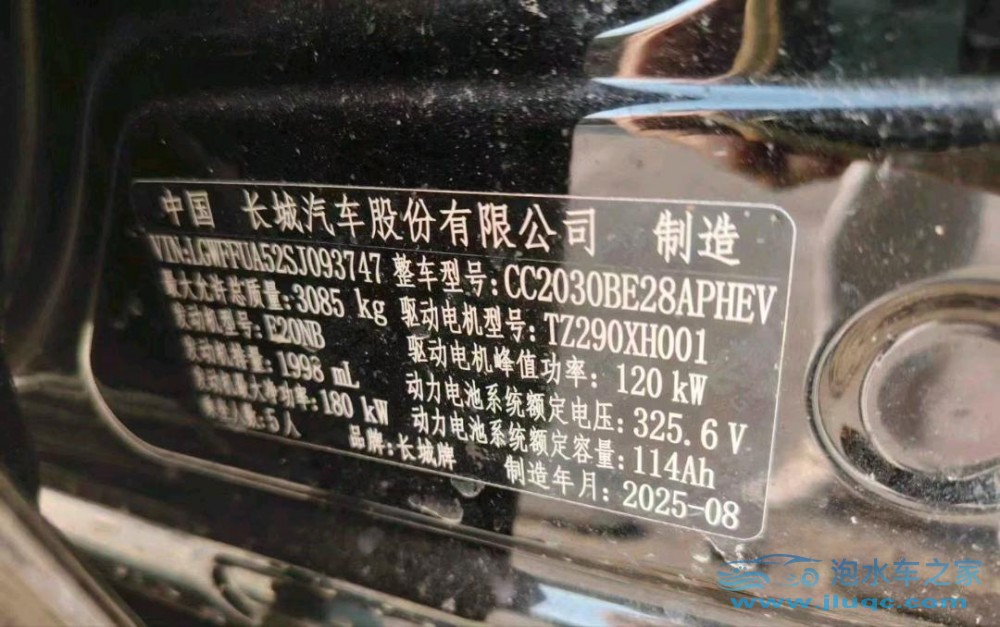 中国 长城汽车股份有限公司 制造
VIN:LGWFFUA52SJ093747 整车型号:CC2030BE28APHEV
最大允许总质量:3085 kg 驱动电机型号:TZ290XH001
发动机型号:E20NB 驱动电机峰值功率: 120 kW
发动机排量:1998 mL 动力电池系统额定电压:325.6 V
发动机最大净功率:180 kW 动力电池系统额定容量:114Ah
乘坐人数:5人 品牌:长城牌 制造年月: 2025-08
泡水车之家
www.jluqc.com